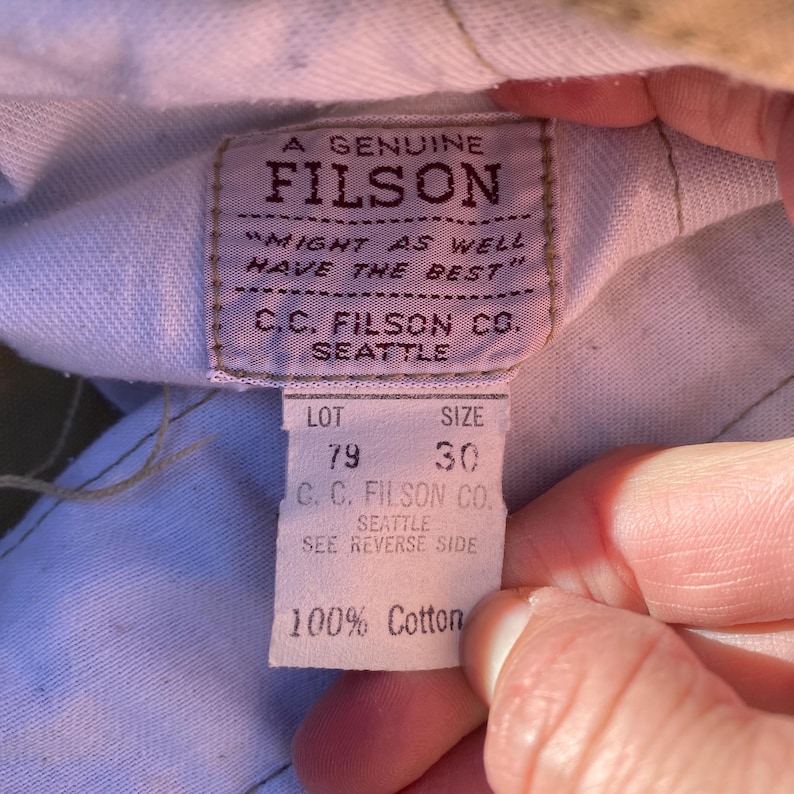 A GENUINE
FILSON
"MIGHT AS WELL
HAVE THE BEST"
C.C. FILSON CO.
SEATTLE
LOT SIZE
79 30
C. C. FILSON CO.
SEATTLE
SEE REVERSE SIDE
100% Cotton